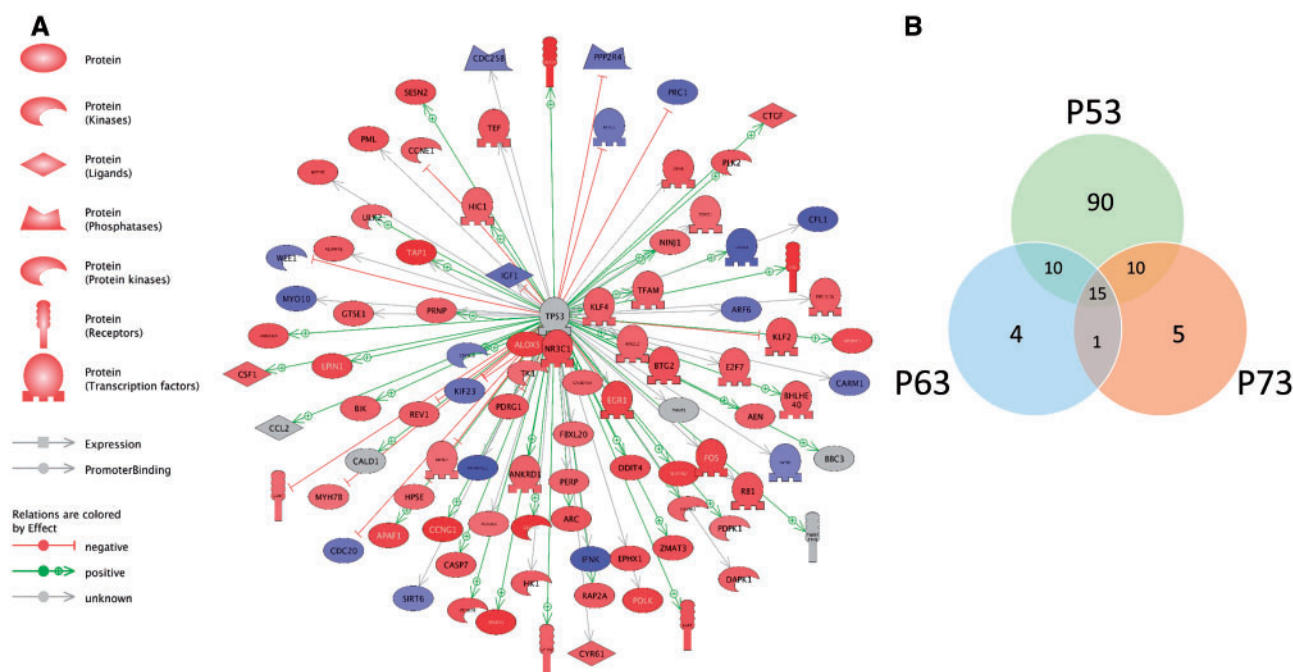 A
B
Protein
Protein
(Kinases)
Protein
(Ligands)
Protein
(Phosphatases)
Protein
(Protein kinases)
Protein
(Receptors)
Protein
(Transcription factors)
Expression
PromoterBinding
Relations are colored
by Effect
negative
positive
unknown
CDC25B
PPP2R4
SESN2
PRC1
CTGF
TEF
PML
CCNE1
PLK2
ULK2
HIC1
CFL1
TAP1
NINJ1
WEE1
IGF1
TFAM
MYO10
GTSE1
PRNP
TP53
KLF4
ARF6
KLF2
ALOX5
NR3C1
CSF1
LPIN1
TK1
BTG2
E2F7
CARM1
KIF23
BIK
REV1
PDRG1
EGR1
BHLHE
40
AEN
CCL2
CALD1
FBXL20
BBC3
DDIT4
FOS
ANKRD1
PERP
RB1
MYH7B
HPSE
APAF1
CCNG1
ARC
PDPK1
CDC20
CASP7
ZMAT3
IFNK
EPHX1
HK1
DAPK1
SIRT6
RAP2A
POLK
CYR61
P53
90
10
10
15
4
1
5
P63
P73